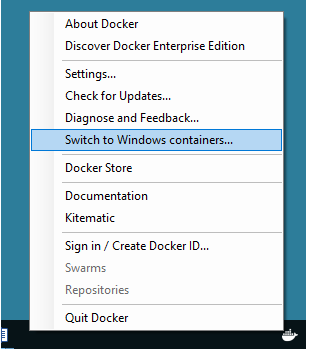 About Docker
Discover Docker Enterprise Edition
Settings...
Check for Updates...
Diagnose and Feedback...
Switch to Windows containers...
Docker Store
Documentation
Kitematic
Sign in / Create Docker ID...
Swarms
Repositories
Quit Docker